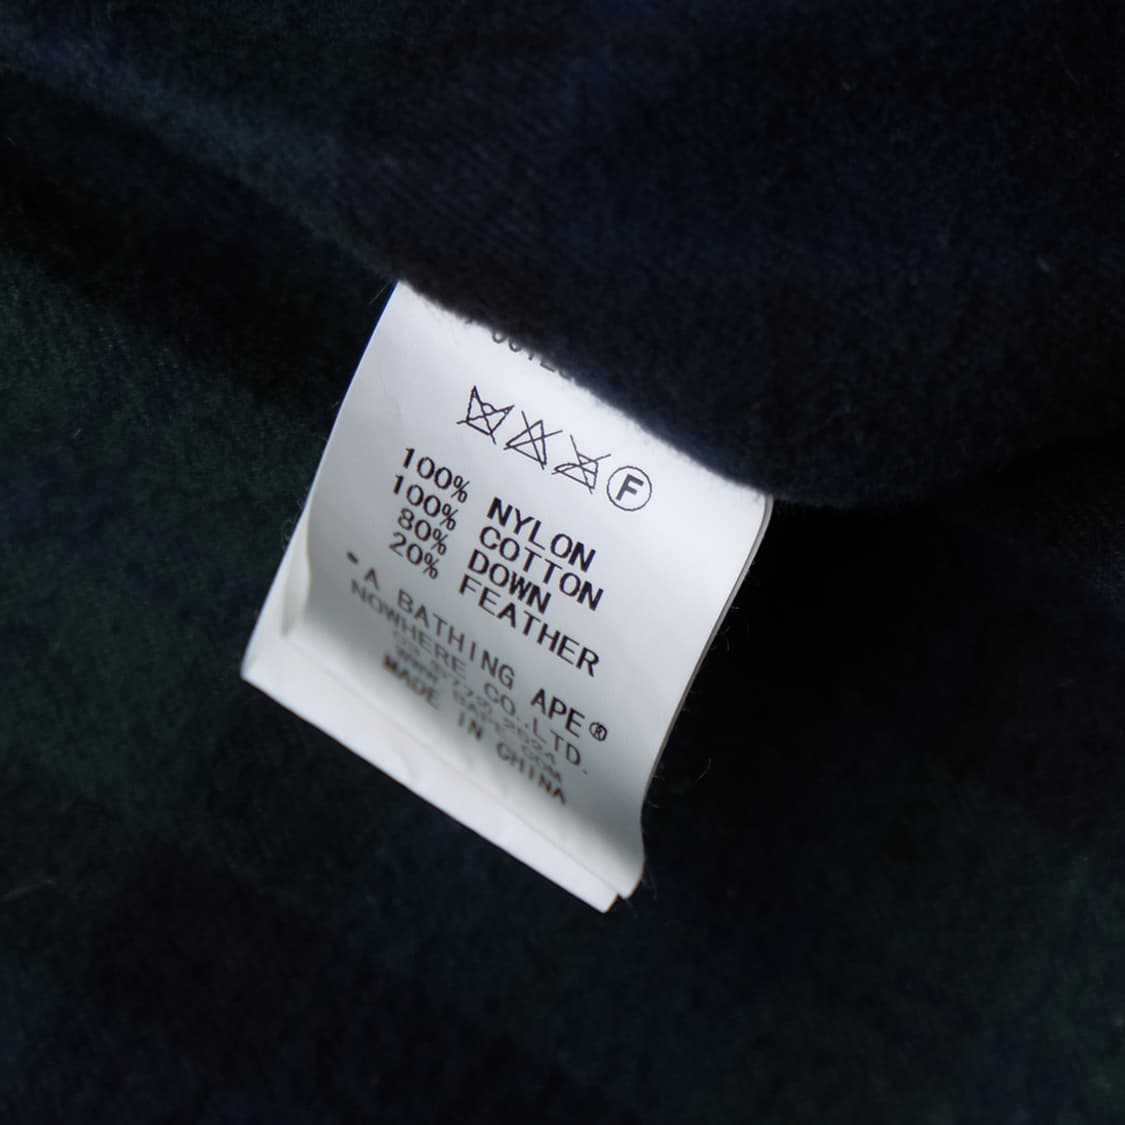 F
100% NYLON
100% COTTON
80% DOWN
20% FEATHER
A BATHING APE®
NOWHERE CO.,LTD.
MADE IN CHINA